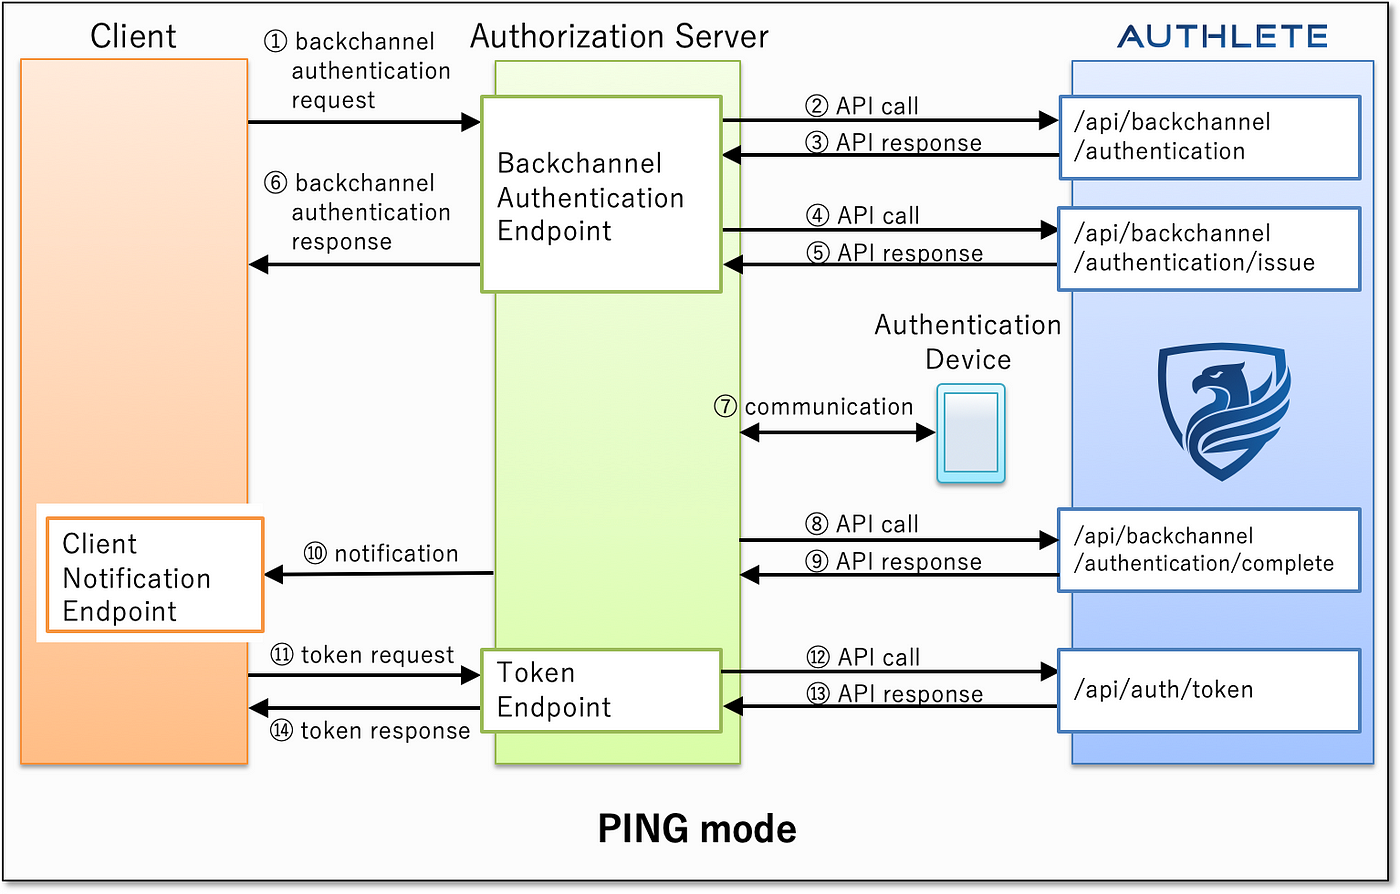 Client
Authorization Server
AUTHLETE
① backchannel
authentication
request
② API call
③ API response
/api/backchannel
/authentication
Backchannel
Authentication
Endpoint
⑥ backchannel
authentication
response
④ API call
⑤ API response
/api/backchannel
/authentication/issue
Authentication
Device
⑦ communication
⑧ API call
⑨ API response
/api/backchannel
/authentication/complete
Client
Notification
Endpoint
⑩ notification
⑪ token request
Token
Endpoint
⑫ API call
⑬ API response
/api/auth/token
⑭ token response
PING mode